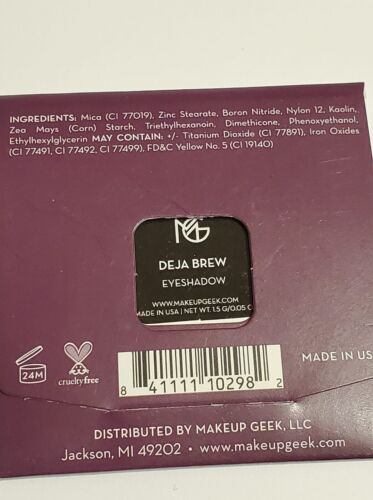 INGREDIENTS: Mica (CI 77019), Zinc Stearate, Boron Nitride, Nylon 12, Kaolin,
Zea Mays (Corn) Starch, Triethylhexanoin, Dimethicone, Phenoxyethanol,
Ethylhexylglycerin MAY CONTAIN: +/- Titanium Dioxide (CI 77891), Iron Oxides
(CI 77491, CI 77492, CI 77499), FD&C Yellow No. 5 (CI 19140)
MG
DEJA BREW
EYESHADOW
WWW.MAKEUPGEEK.COM
MADE IN USA | NET WT. 1.5 G/0.05 O
24M
crueltyfree
MADE IN US
8 41111 10298 2
DISTRIBUTED BY MAKEUP GEEK, LLC
Jackson, MI 49202 • www.makeupgeek.com